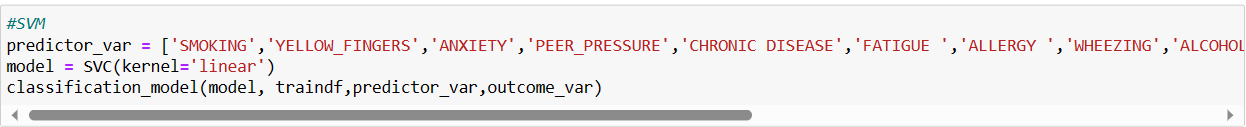 #SVM
predictor_var = ['SMOKING','YELLOW_FINGERS','ANXIETY','PEER_PRESSURE','CHRONIC DISEASE','FATIGUE ','ALLERGY ','WHEEZING','ALCOHOL
model = SVC(kernel='linear')
classification_model(model, traindf,predictor_var,outcome_var)